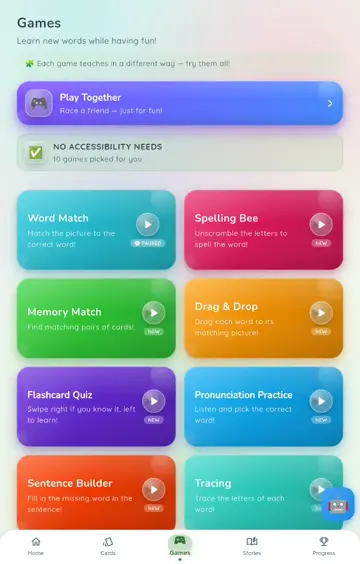 Games
Learn new words while having fun!
Each game teaches in a different way — try them all!
Play Together
Race a friend — just for fun!
NO ACCESSIBILITY NEEDS
10 games picked for you
Word Match
Match the picture to the
correct word!
PAUSED
Spelling Bee
Unscramble the letters to
spell the word!
NEW
Memory Match
Find matching pairs of cards!
NEW
Drag & Drop
Drag each word to its
matching picture!
NEW
Flashcard Quiz
Swipe right if you know it, left
to learn!
NEW
Pronunciation Practice
Listen and pick the correct
word!
NEW
Sentence Builder
Fill in the missing word in the
sentence!
NEW
Tracing
Trace the letters of each
word!
Home
Cards
Games
Stories
Progress